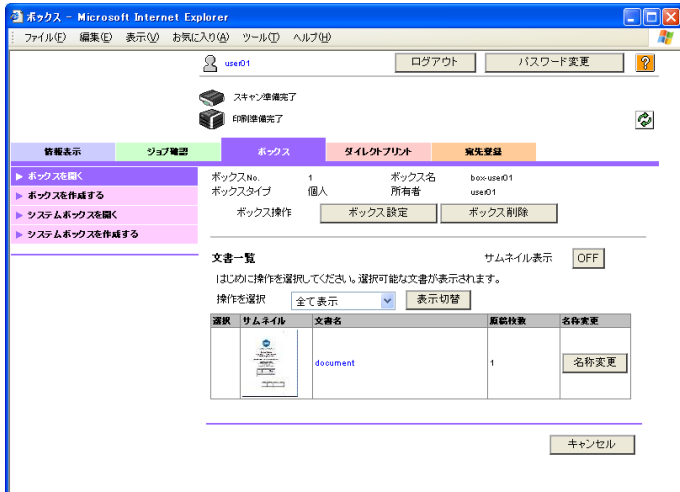 ボックス - Microsoft Internet Explorer
ファイル(F) 編集(E) 表示(V) お気に入り(A) ツール(T) ヘルプ(H)
user01 ログアウト パスワード変更 ?
スキャン準備完了
印刷準備完了
情報表示 ジョブ確認 ボックス ダイレクトプリント 宛先登録
ボックスを開く
ボックスを作成する
システムボックスを開く
システムボックスを作成する
ボックスNo. 1 ボックス名 box-user01
ボックスタイプ 個人 所有者 user01
ボックス操作 ボックス設定 ボックス削除
文書一覧 サムネイル表示 OFF
はじめに操作を選択してください。選択可能な文書が表示されます。
操作を選択 全て表示 表示切替
選択 サムネイル 文書名 原稿枚数 名称変更
document 1 名称変更
キャンセル